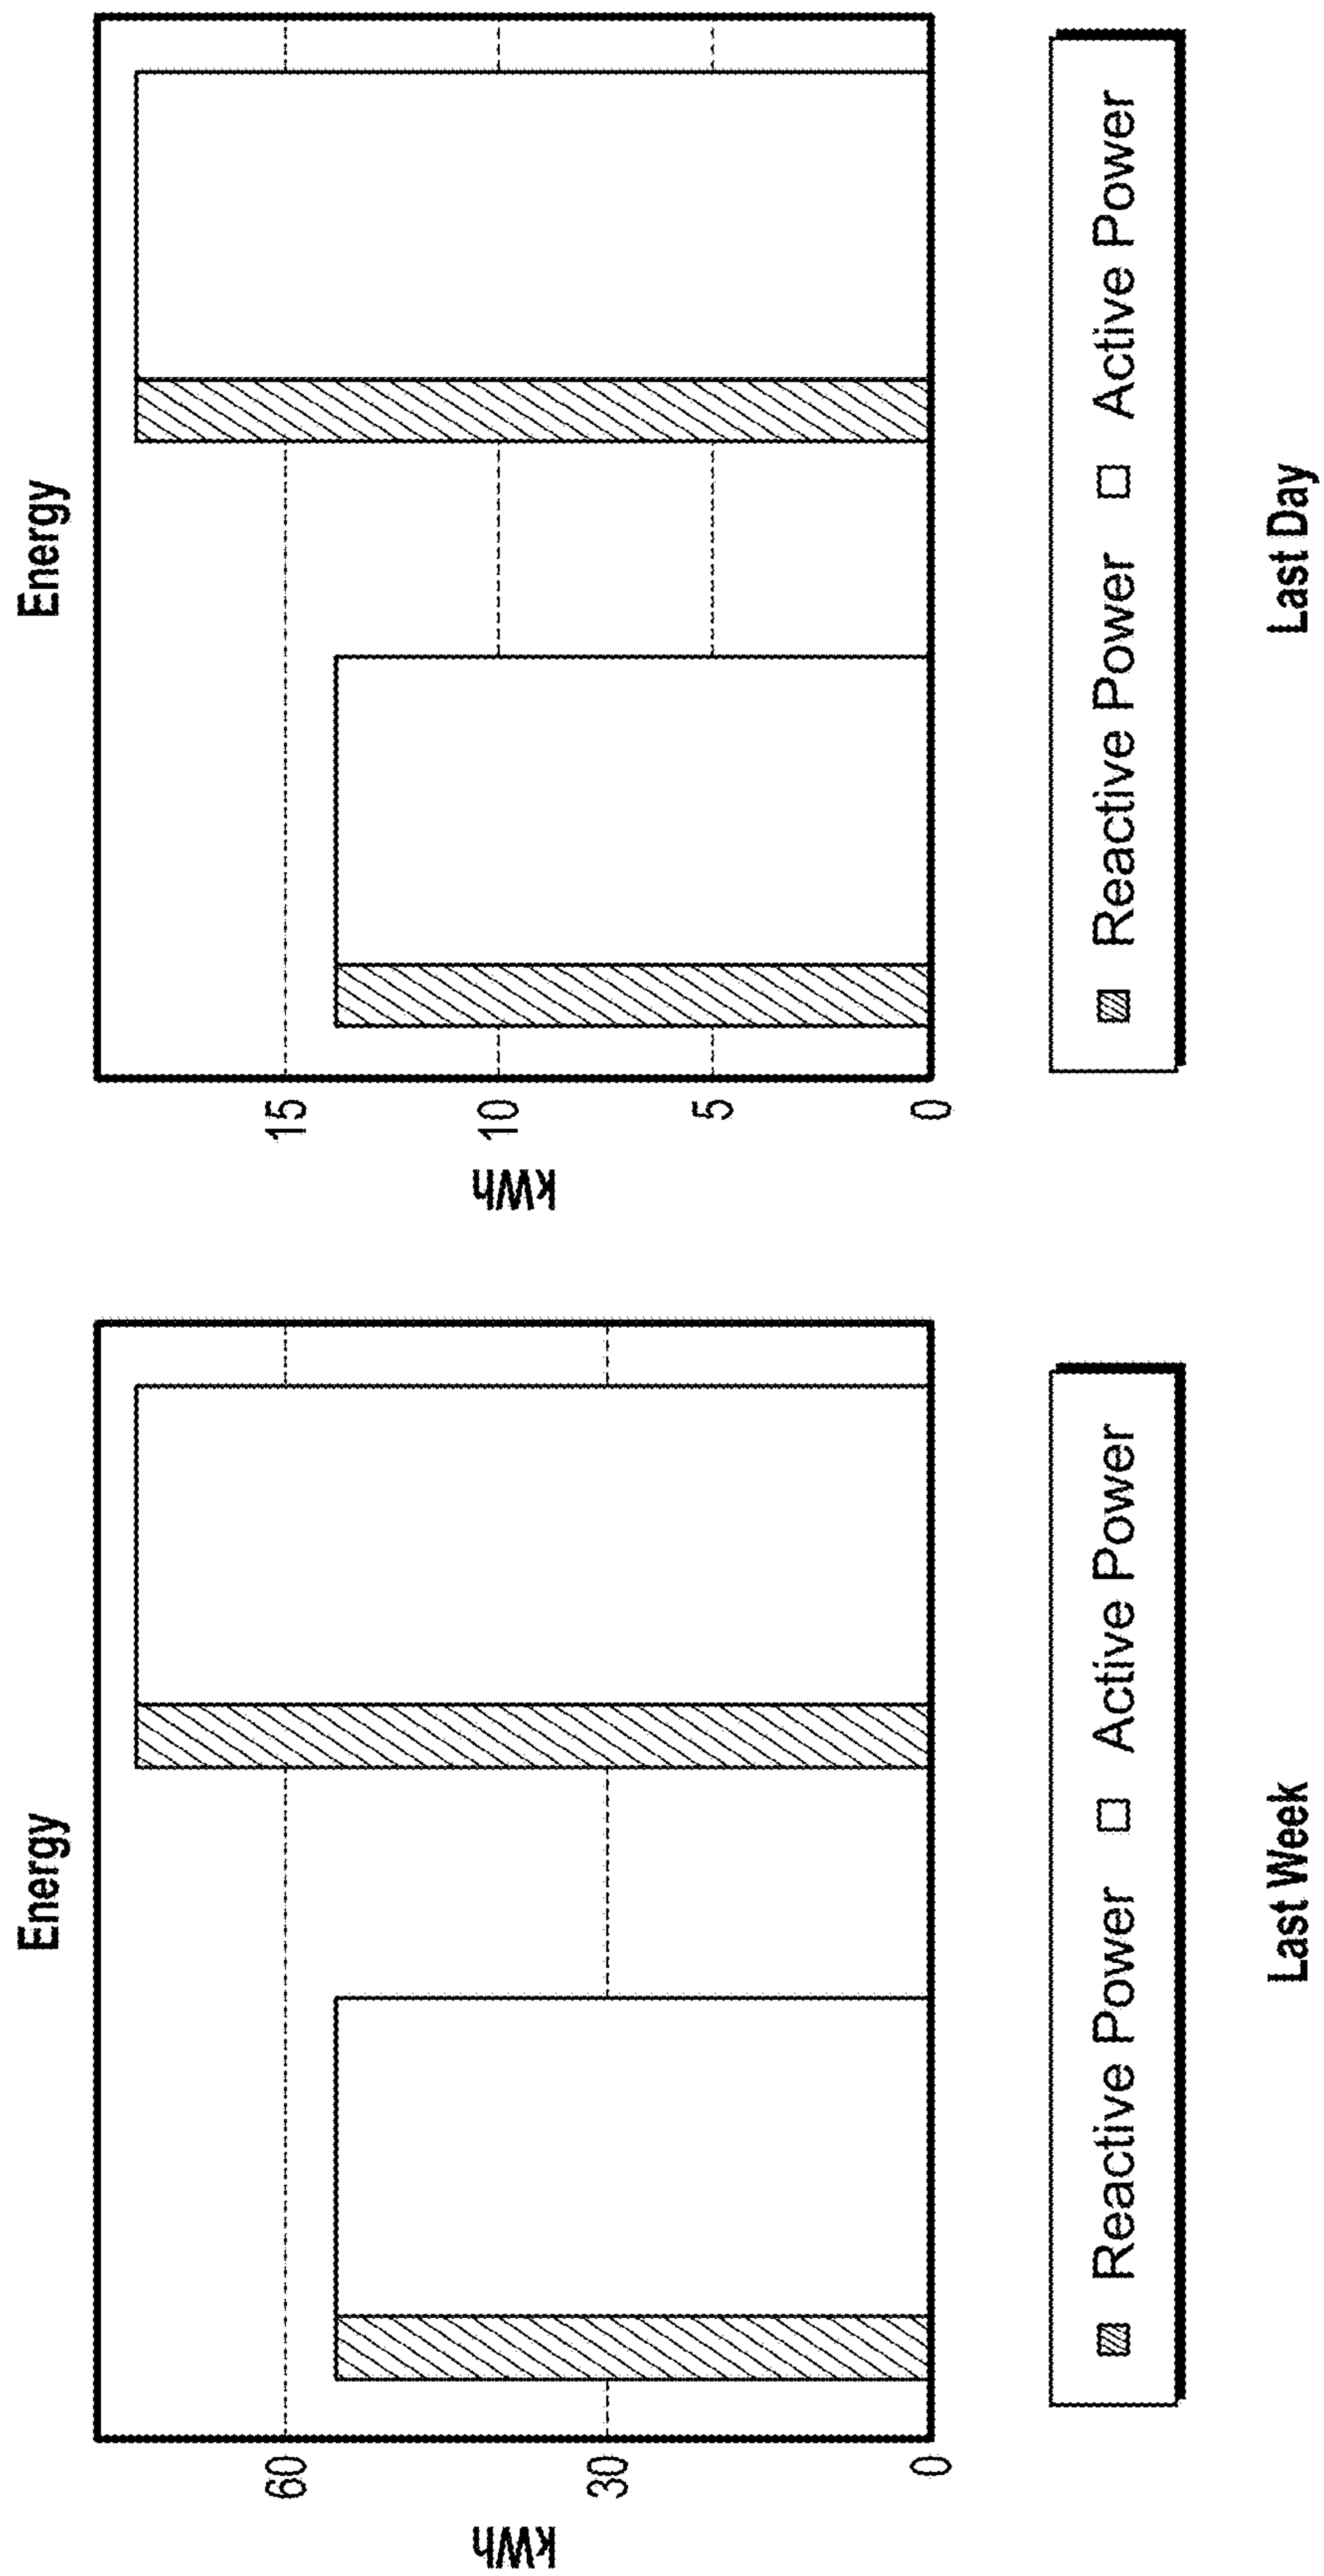 Energy
kWh
60
30
0
Reactive Power Active Power
Last Week
Energy
kWh
15
10
5
0
Reactive Power Active Power
Last Day